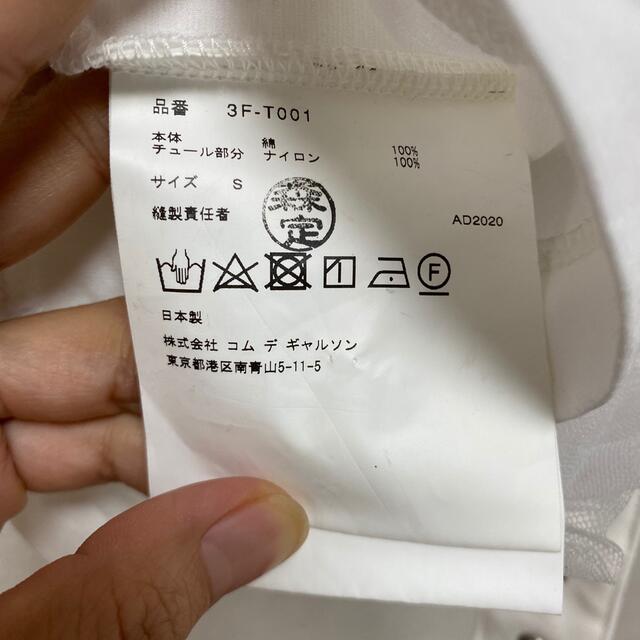 品番 3F-T001
本体 綿 100%
チュール部分 ナイロン 100%
サイズ S
縫製責任者 AD2020
F
日本製
株式会社 コム デ ギャルソン
東京都港区南青山5-11-5